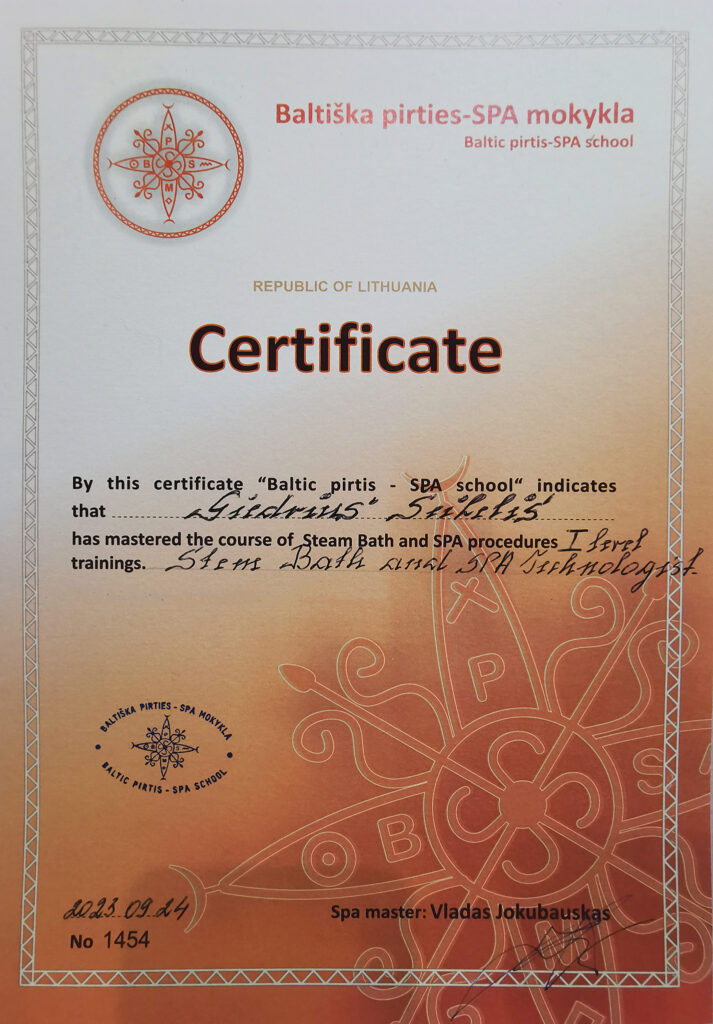 Baltiška pirties-SPA mokykla
Baltic pirtis-SPA school
P
O B S
M
REPUBLIC OF LITHUANIA
Certificate
By this certificate “Baltic pirtis - SPA school“ indicates
that Giedrius
has mastered the course of Steam Bath and SPA procedures I level
trainings. Stem Bath and SPA Technologist
X
P
O B S
BALTIŠKA PIRTIES - SPA MOKYKLA
BALTIC PIRTIS - SPA SCHOOL
2023.09.24
Spa master: Vladas Jokubauskas
No 1454